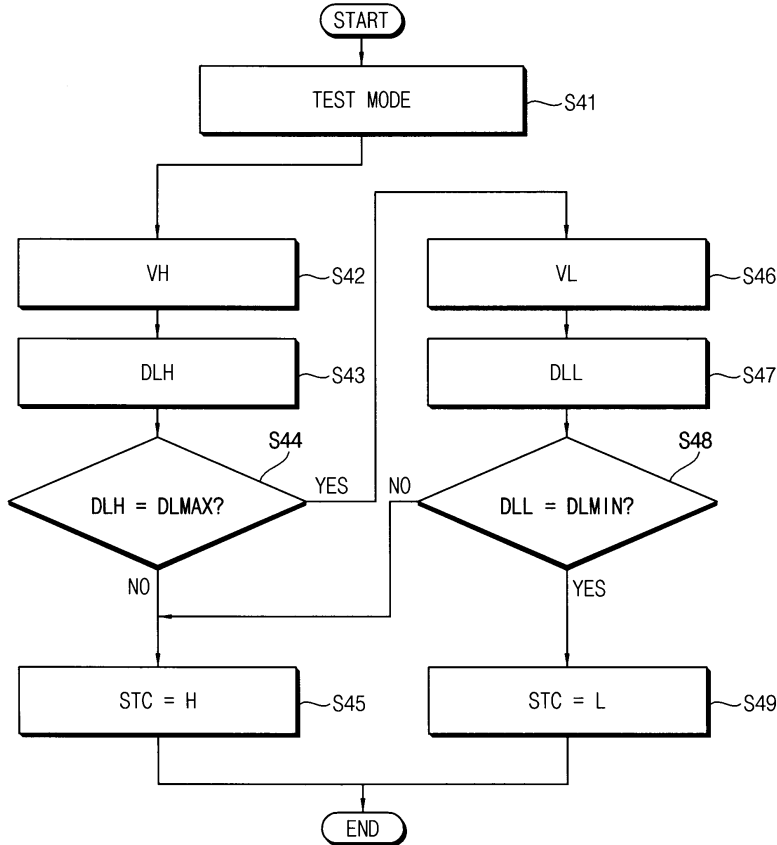 START
TEST MODE
S41
VH
S42
VL
S46
DLH
S43
DLL
S47
S44
DLH = DLMAX?
YES
NO
S48
DLL = DLMIN?
NO
YES
STC = H
S45
STC = L
S49
END